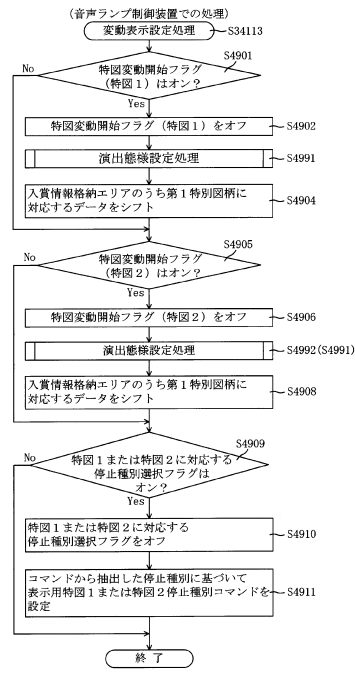 (音声ランプ制御装置での処理)
変動表示設定処理
S34113
S4901
No
特図変動開始フラグ
(特図1)はオン?
Yes
特図変動開始フラグ(特図1)をオフ
S4902
演出態様設定処理
S4991
入賞情報格納エリアのうち第1特別図柄に
対応するデータをシフト
S4904
S4905
No
特図変動開始フラグ
(特図2)はオン?
Yes
特図変動開始フラグ(特図2)をオフ
S4906
演出態様設定処理
S4992(S4991)
入賞情報格納エリアのうち第1特別図柄に
対応するデータをシフト
S4908
S4909
No
特図1または特図2に対応する
停止種別選択フラグは
オン?
Yes
特図1または特図2に対応する
停止種別選択フラグをオフ
S4910
コマンドから抽出した停止種別に基づいて
表示用特図1または特図2停止種別コマンドを
設定
S4911
終了